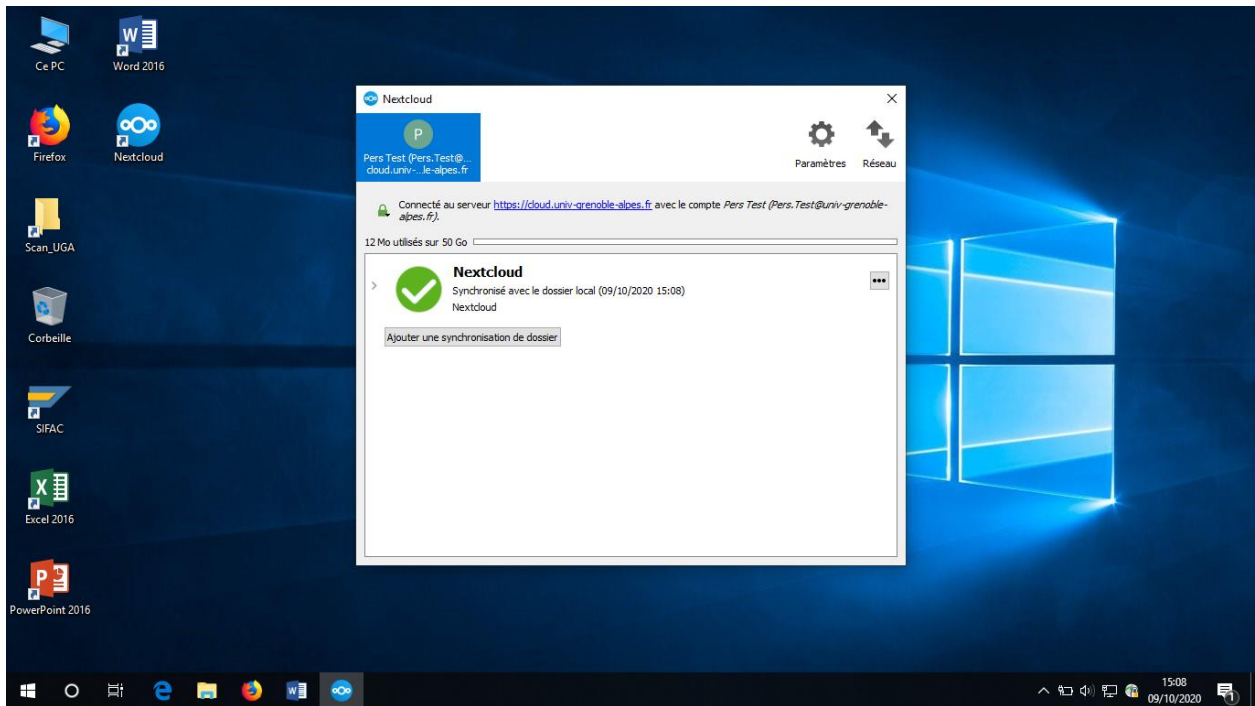 Ce PC
Word 2016
Firefox
Nextcloud
Scan_UGA
Corbeille
SIFAC
Excel 2016
PowerPoint 2016
Nextcloud
P
Pers Test (Pers.Test@...
cloud.univ-...le-alpes.fr
Paramètres
Réseau
Connecté au serveur https://cloud.univ-grenoble-alpes.fr avec le compte Pers Test (Pers.Test@univ-grenoble-
alpes.fr).
12 Mo utilisés sur 50 Go
Nextcloud
Synchronisé avec le dossier local (09/10/2020 15:08)
Nextcloud
Ajouter une synchronisation de dossier
15:08
09/10/2020
1